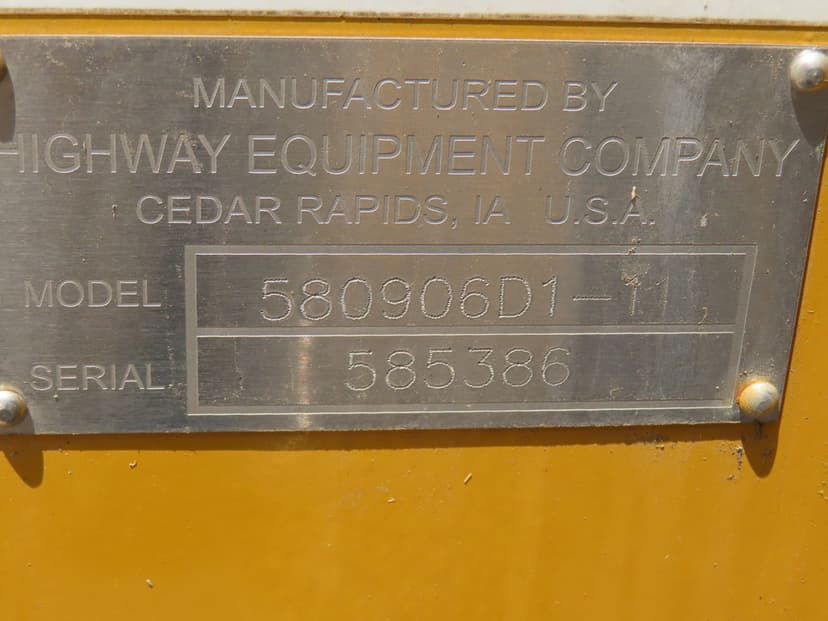 MANUFACTURED BY
HIGHWAY EQUIPMENT COMPANY
CEDAR RAPIDS, IA U.S.A.
MODEL 580906D1-11
SERIAL 585386